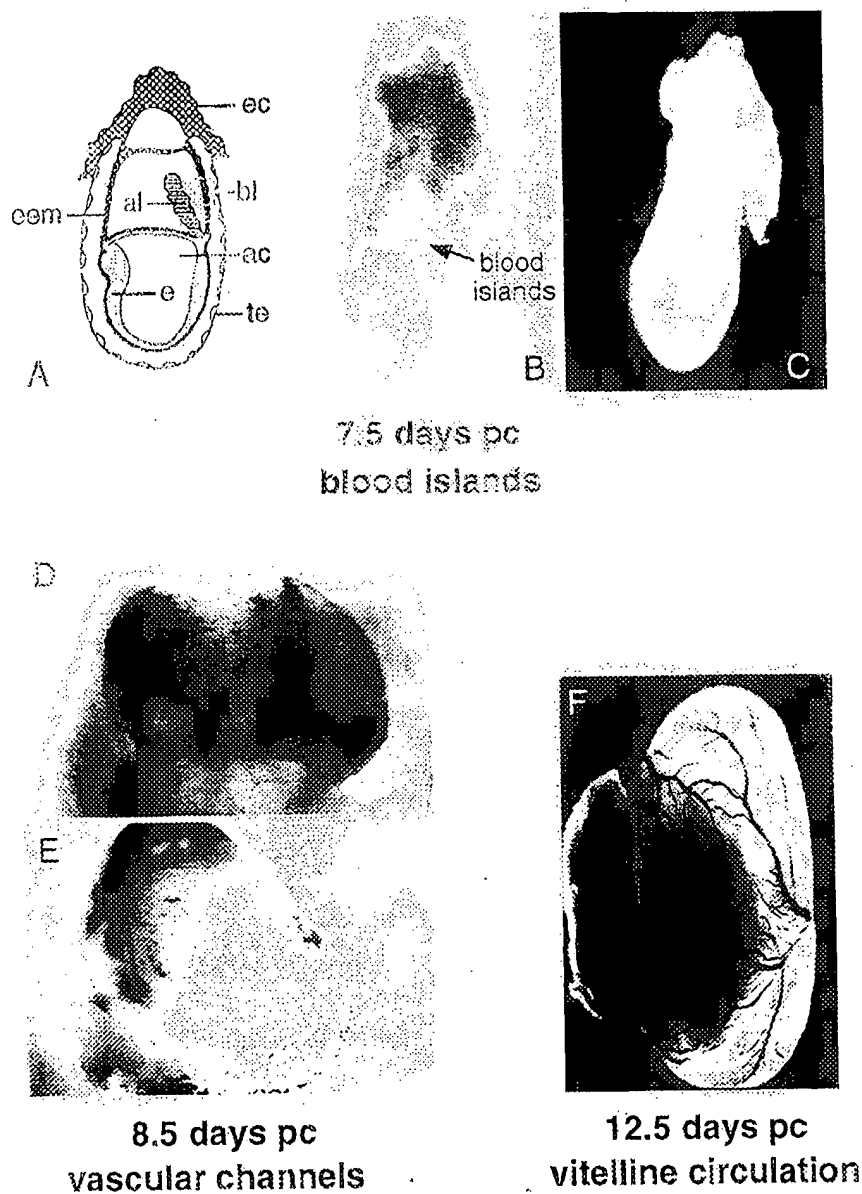 ec
bl
eem
al
ac
e
te
A
blood
islands
B
C
7.5 days pc
blood islands
D
E
8.5 days pc
vascular channels
F
12.5 days pc
vitelline circulation